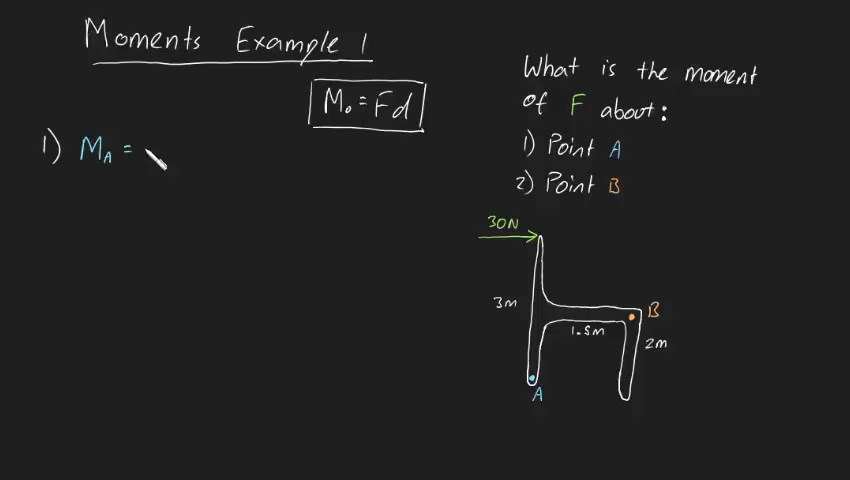 Moments Example 1
M₀ = Fd
1) M_A =
What is the moment
of F about:
1) Point A
2) Point B
30N
3m
B
1.5m
2m
A